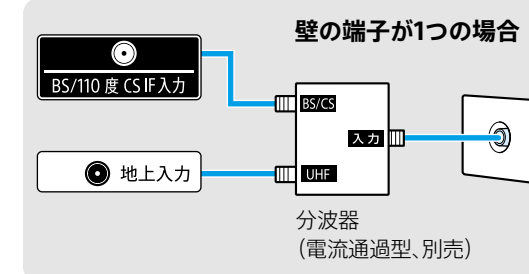 壁の端子が1つの場合
BS/110 度 CS IF入力
BS/CS
入力
地上入力
UHF
分波器
（電流通過型、別売）